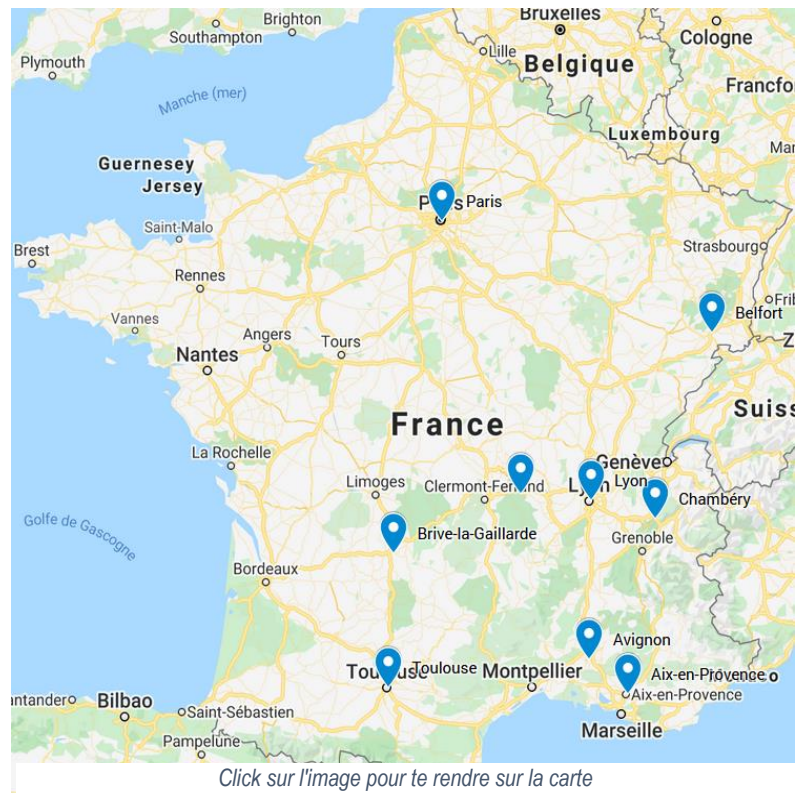 Brighton
Bruxelles
Southampton
Cologne
Lille
Plymouth
Belgique
Francfo
Manche (mer)
Luxembourg
Guernesey
Jersey
Paris
Saint-Malo
Strasbourg
Brest
Rennes
Belfort
Vannes
Angers
Tours
Nantes
Suiss
France
La Rochelle
Genève
Limoges
Clermont-Ferrand
Lyon
Chambéry
Golfe de Gascogne
Brive-la-Gaillarde
Grenoble
Bordeaux
Avignon
Toulouse
Toulouse
Montpellier
Aix-en-Provence
Aix-en-Provence
antander
Bilbao
Saint-Sébastien
Marseille
Pampelune
Click sur l'image pour te rendre sur la carte